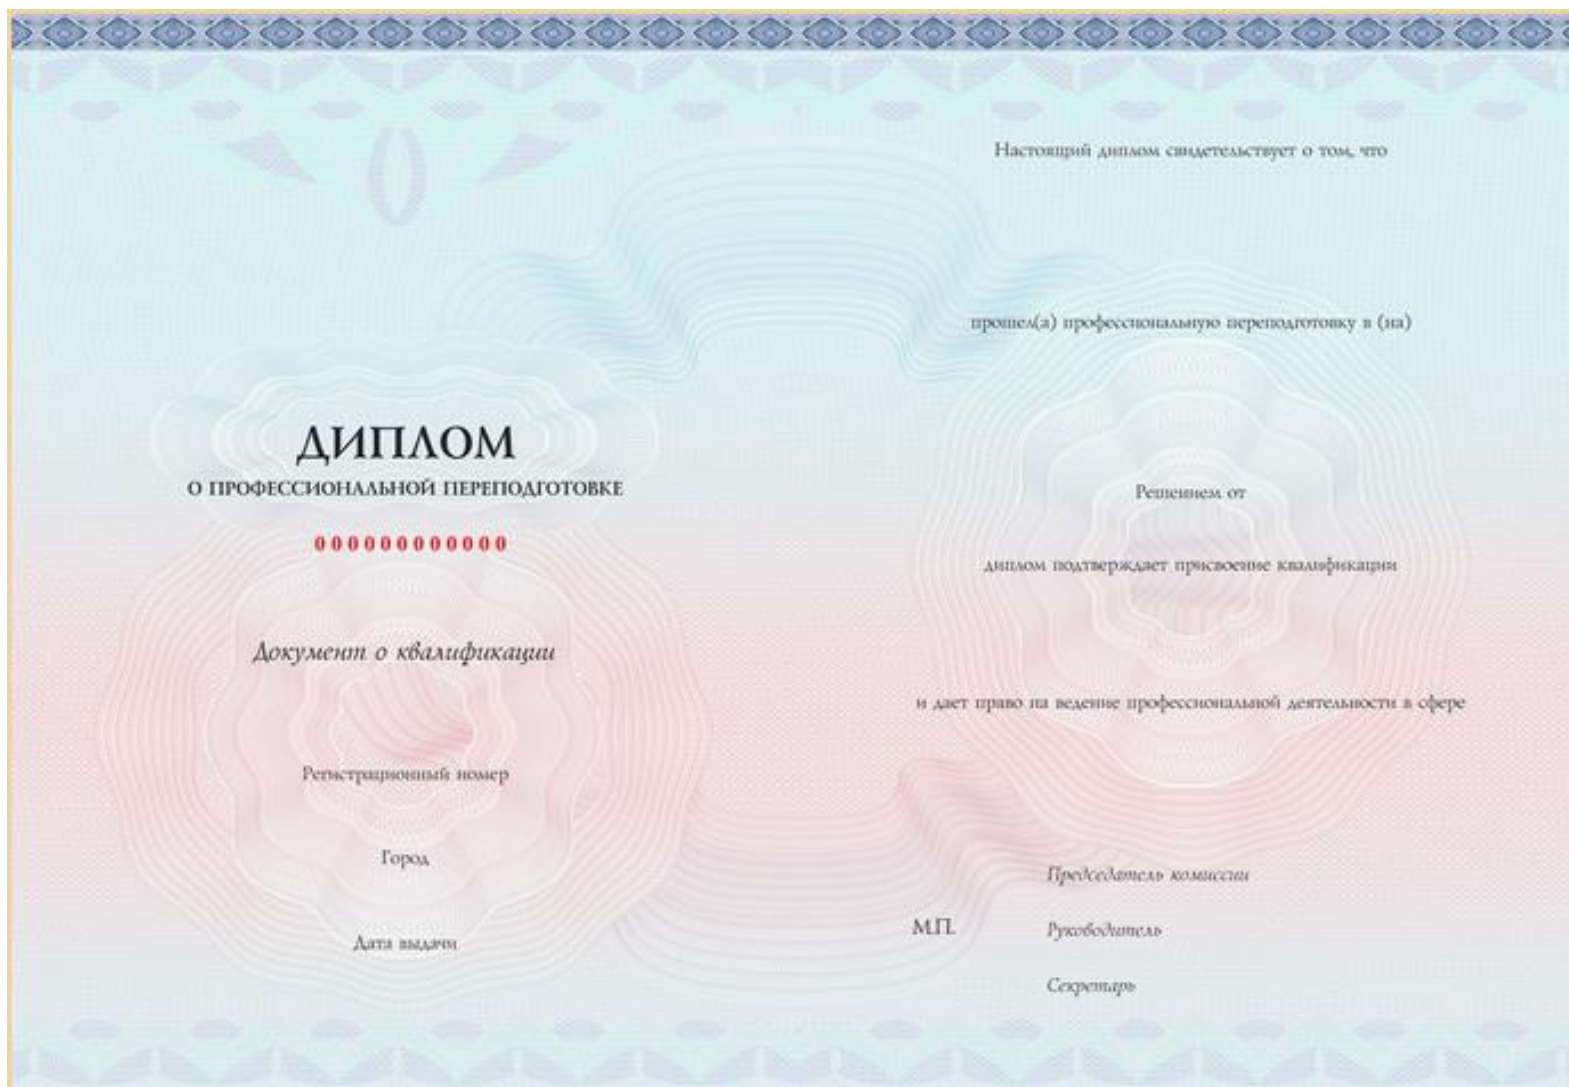 ДИПЛОМ
О ПРОФЕССИОНАЛЬНОЙ ПЕРЕПОДГОТОВКЕ
000000000000
Документ о квалификации
Регистрационный номер
Город
Дата выдачи
Настоящий диплом свидетельствует о том, что
прошел(а) профессиональную переподготовку в (на)
Решением от
диплом подтверждает присвоение квалификации
и дает право на ведение профессиональной деятельности в сфере
Председатель комиссии
М.П.
Руководитель
Секретарь